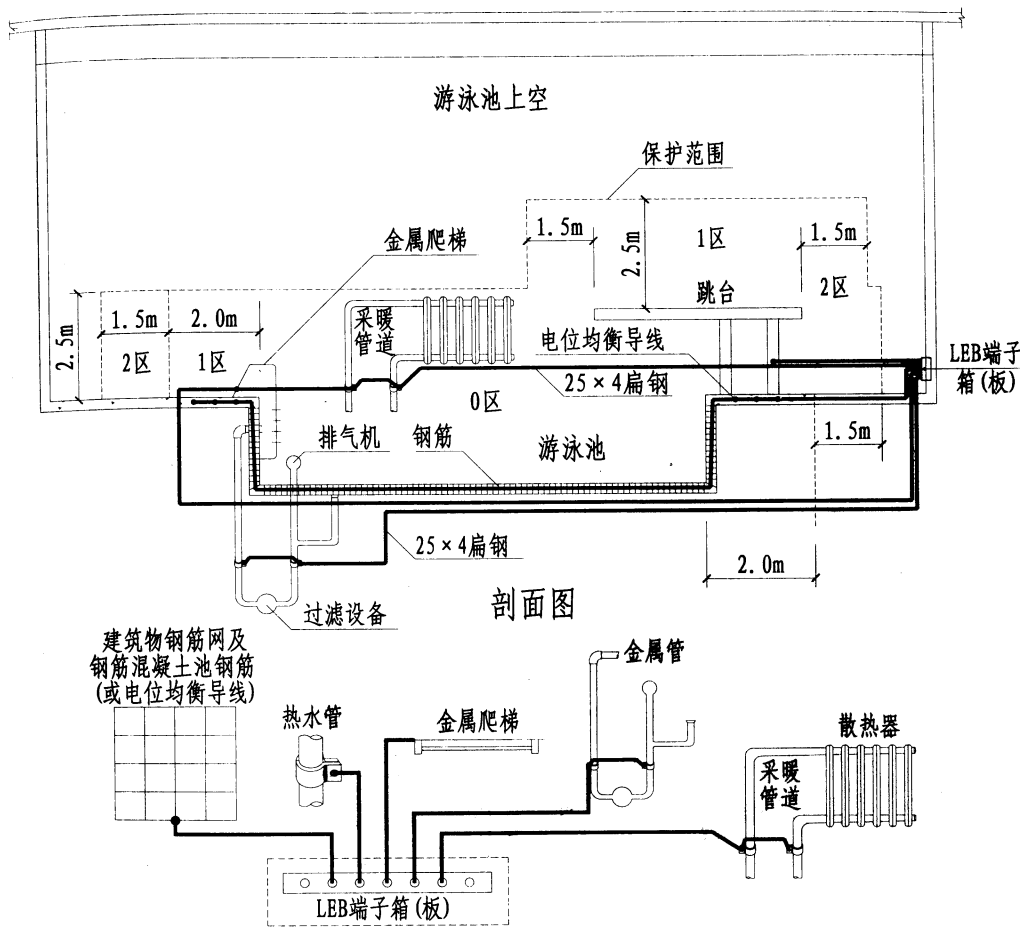 游泳池上空
保护范围
1.5m
2.5m
1区
1.5m
2区
金属爬梯
跳台
2.5m
1.5m
2.0m
2区
1区
采暖
管道
电位均衡导线
25×4扁钢
LEB端子
箱(板)
0区
排气机
钢筋
游泳池
1.5m
25×4扁钢
2.0m
过滤设备
剖面图
建筑物钢筋网及
钢筋混凝土池钢筋
(或电位均衡导线)
热水管
金属爬梯
金属管
散热器
采暖
管道
LEB端子箱(板)